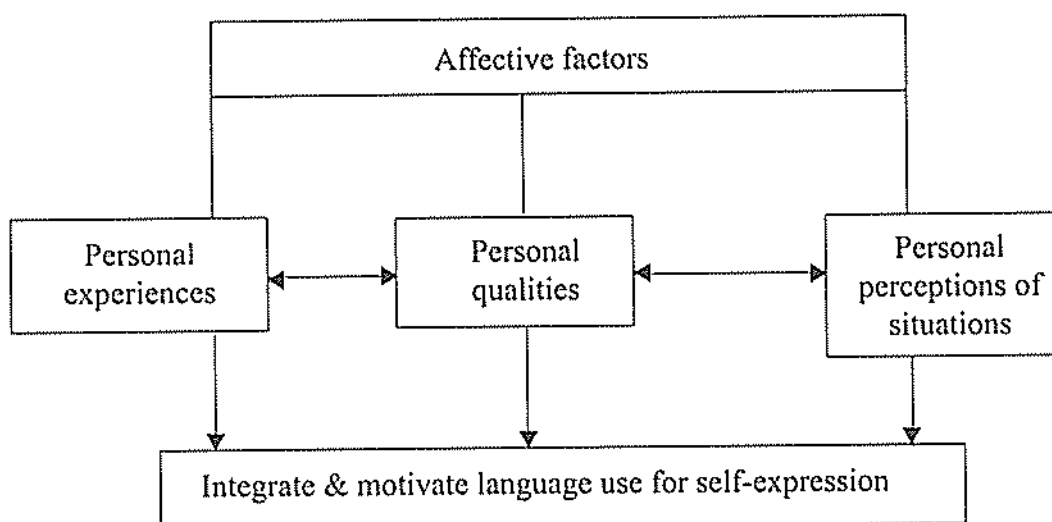 Affective factors
Personal
experiences
Personal
qualities
Personal
perceptions of
situations
Integrate & motivate language use for self-expression